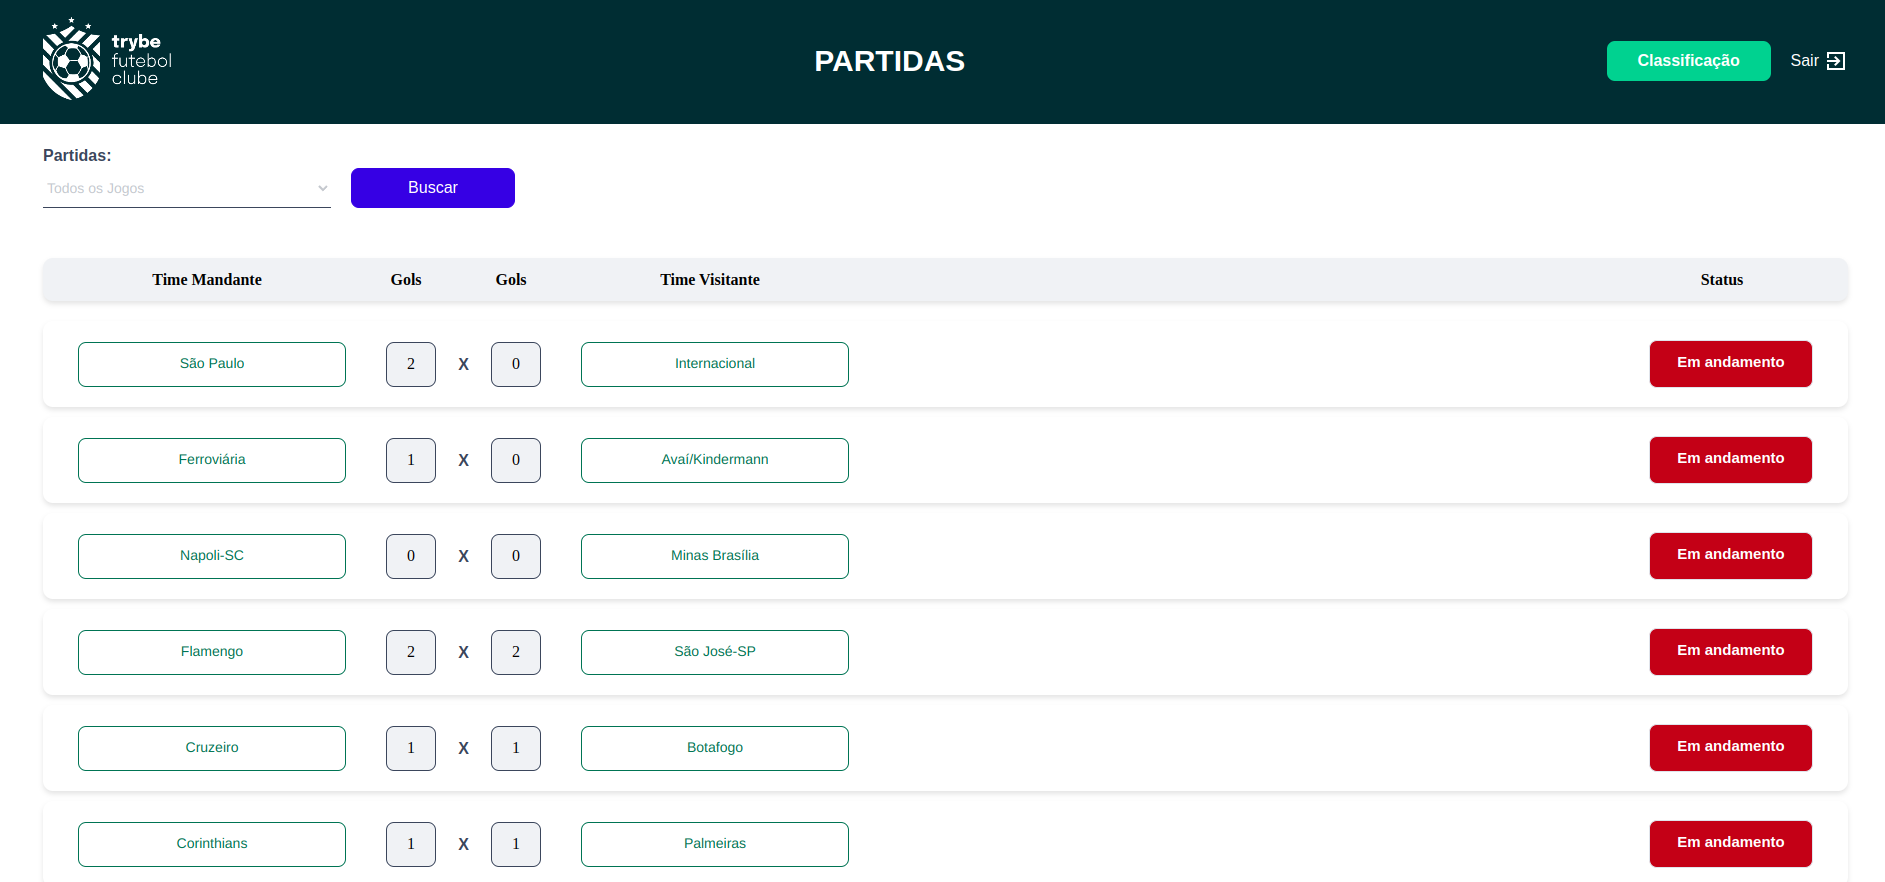 trybe
futebol
clube
PARTIDAS
Classificação
Sair
Partidas:
Todos os Jogos
Buscar
Time Mandante Gols Gols Time Visitante Status
São Paulo 2 X 0 Internacional Em andamento
Ferroviária 1 X 0 Avaí/Kindermann Em andamento
Napoli-SC 0 X 0 Minas Brasília Em andamento
Flamengo 2 X 2 São José-SP Em andamento
Cruzeiro 1 X 1 Botafogo Em andamento
Corinthians 1 X 1 Palmeiras Em andamento